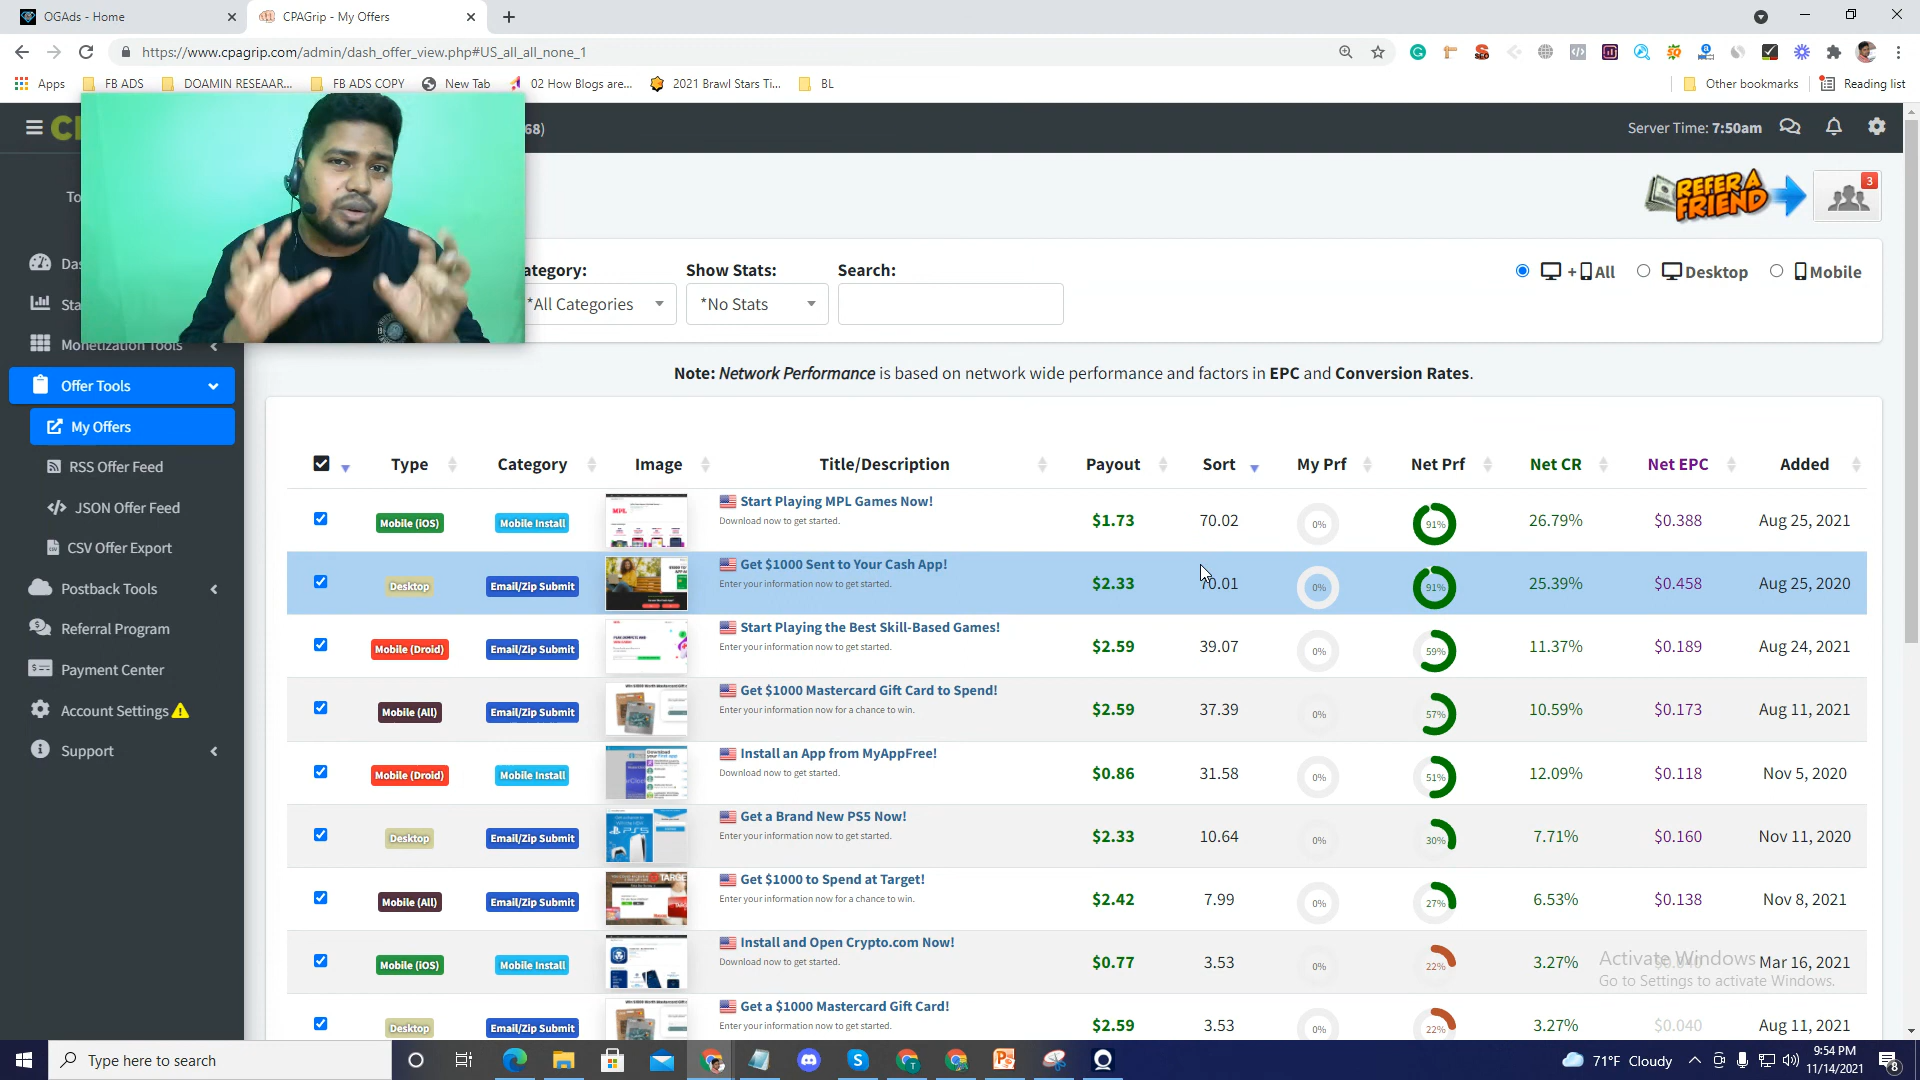 OGAds - Home
CPAGrip - My Offers
https://www.cpagrip.com/admin/dash_offer_view.php#US_all_all_none_1
Apps FB ADS DOAMIN RESEAAR... FB ADS COPY New Tab 02 How Blogs are... 2021 Brawl Stars Ti... BL Other bookmarks Reading list
68) Server Time: 7:50am
REFER A FRIEND 3
Monetization Tools
Offer Tools
My Offers
RSS Offer Feed
JSON Offer Feed
CSV Offer Export
Postback Tools
Referral Program
Payment Center
Account Settings
Support
ategory: Show Stats: Search:
*All Categories *No Stats
+ All Desktop Mobile
Note: Network Performance is based on network wide performance and factors in EPC and Conversion Rates.
Type Category Image Title/Description Payout Sort My Prf Net Prf Net CR Net EPC Added
Mobile (iOS) Mobile Install MPL Start Playing MPL Games Now! $1.73 70.02 0% 91% 26.79% $0.388 Aug 25, 2021
Download now to get started.
Desktop Email/Zip Submit Get $1000 Sent to Your Cash App! $2.33 70.01 0% 91% 25.39% $0.458 Aug 25, 2020
Enter your information now to get started.
Mobile (Droid) Email/Zip Submit Start Playing the Best Skill-Based Games! $2.59 39.07 0% 59% 11.37% $0.189 Aug 24, 2021
Enter your information now to get started.
Mobile (All) Email/Zip Submit Get $1000 Mastercard Gift Card to Spend! $2.59 37.39 0% 57% 10.59% $0.173 Aug 11, 2021
Enter your information now for a chance to win.
Mobile (Droid) Mobile Install Install an App from MyAppFree! $0.86 31.58 0% 51% 12.09% $0.118 Nov 5, 2020
Download now to get started.
Desktop Email/Zip Submit PS5 Get a Brand New PS5 Now! $2.33 10.64 0% 30% 7.71% $0.160 Nov 11, 2020
Enter your information now to get started.
Mobile (All) Email/Zip Submit TARGE Get $1000 to Spend at Target! $2.42 7.99 0% 27% 6.53% $0.138 Nov 8, 2021
Enter your information now for a chance to win.
Mobile (iOS) Mobile Install Install and Open Crypto.com Now! $0.77 3.53 0% 22% 3.27% Mar 16, 2021
Download now to get started.
Desktop Email/Zip Submit Get a $1000 Mastercard Gift Card! $2.59 3.53 0% 22% 3.27% $0.040 Aug 11, 2021
Enter your information now to get started.
Activate Windows
Go to Settings to activate Windows.
Type here to search
71°F Cloudy
9:54 PM
11/14/2021
8